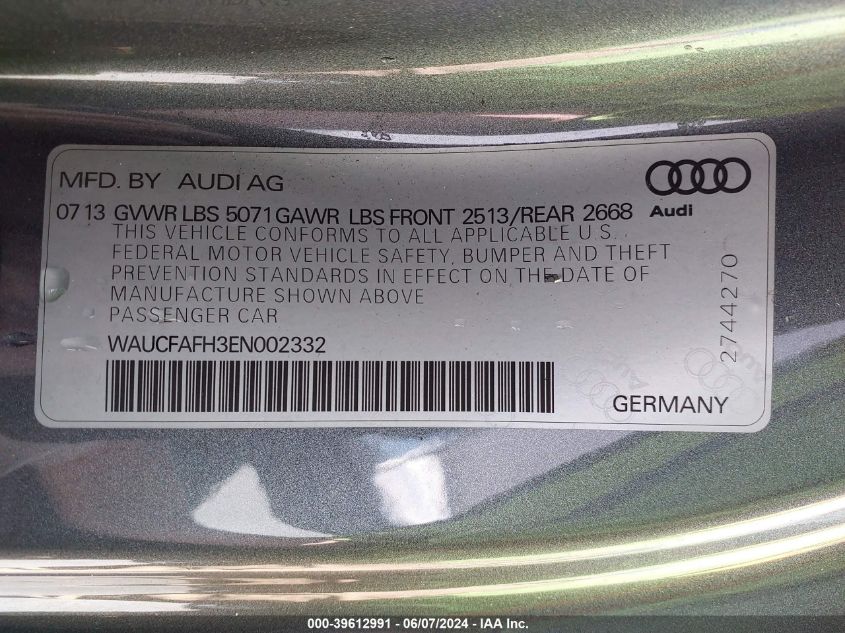 MFD. BY AUDI AG
07 13 GVWR LBS 5071 GAWR LBS FRONT 2513/REAR 2668
Audi
THIS VEHICLE CONFORMS TO ALL APPLICABLE U.S.
FEDERAL MOTOR VEHICLE SAFETY, BUMPER AND THEFT
PREVENTION STANDARDS IN EFFECT ON THE DATE OF
MANUFACTURE SHOWN ABOVE
PASSENGER CAR
WAUCFAFH3EN002332
2744270
GERMANY
000-39612991 - 06/07/2024 - IAA Inc.